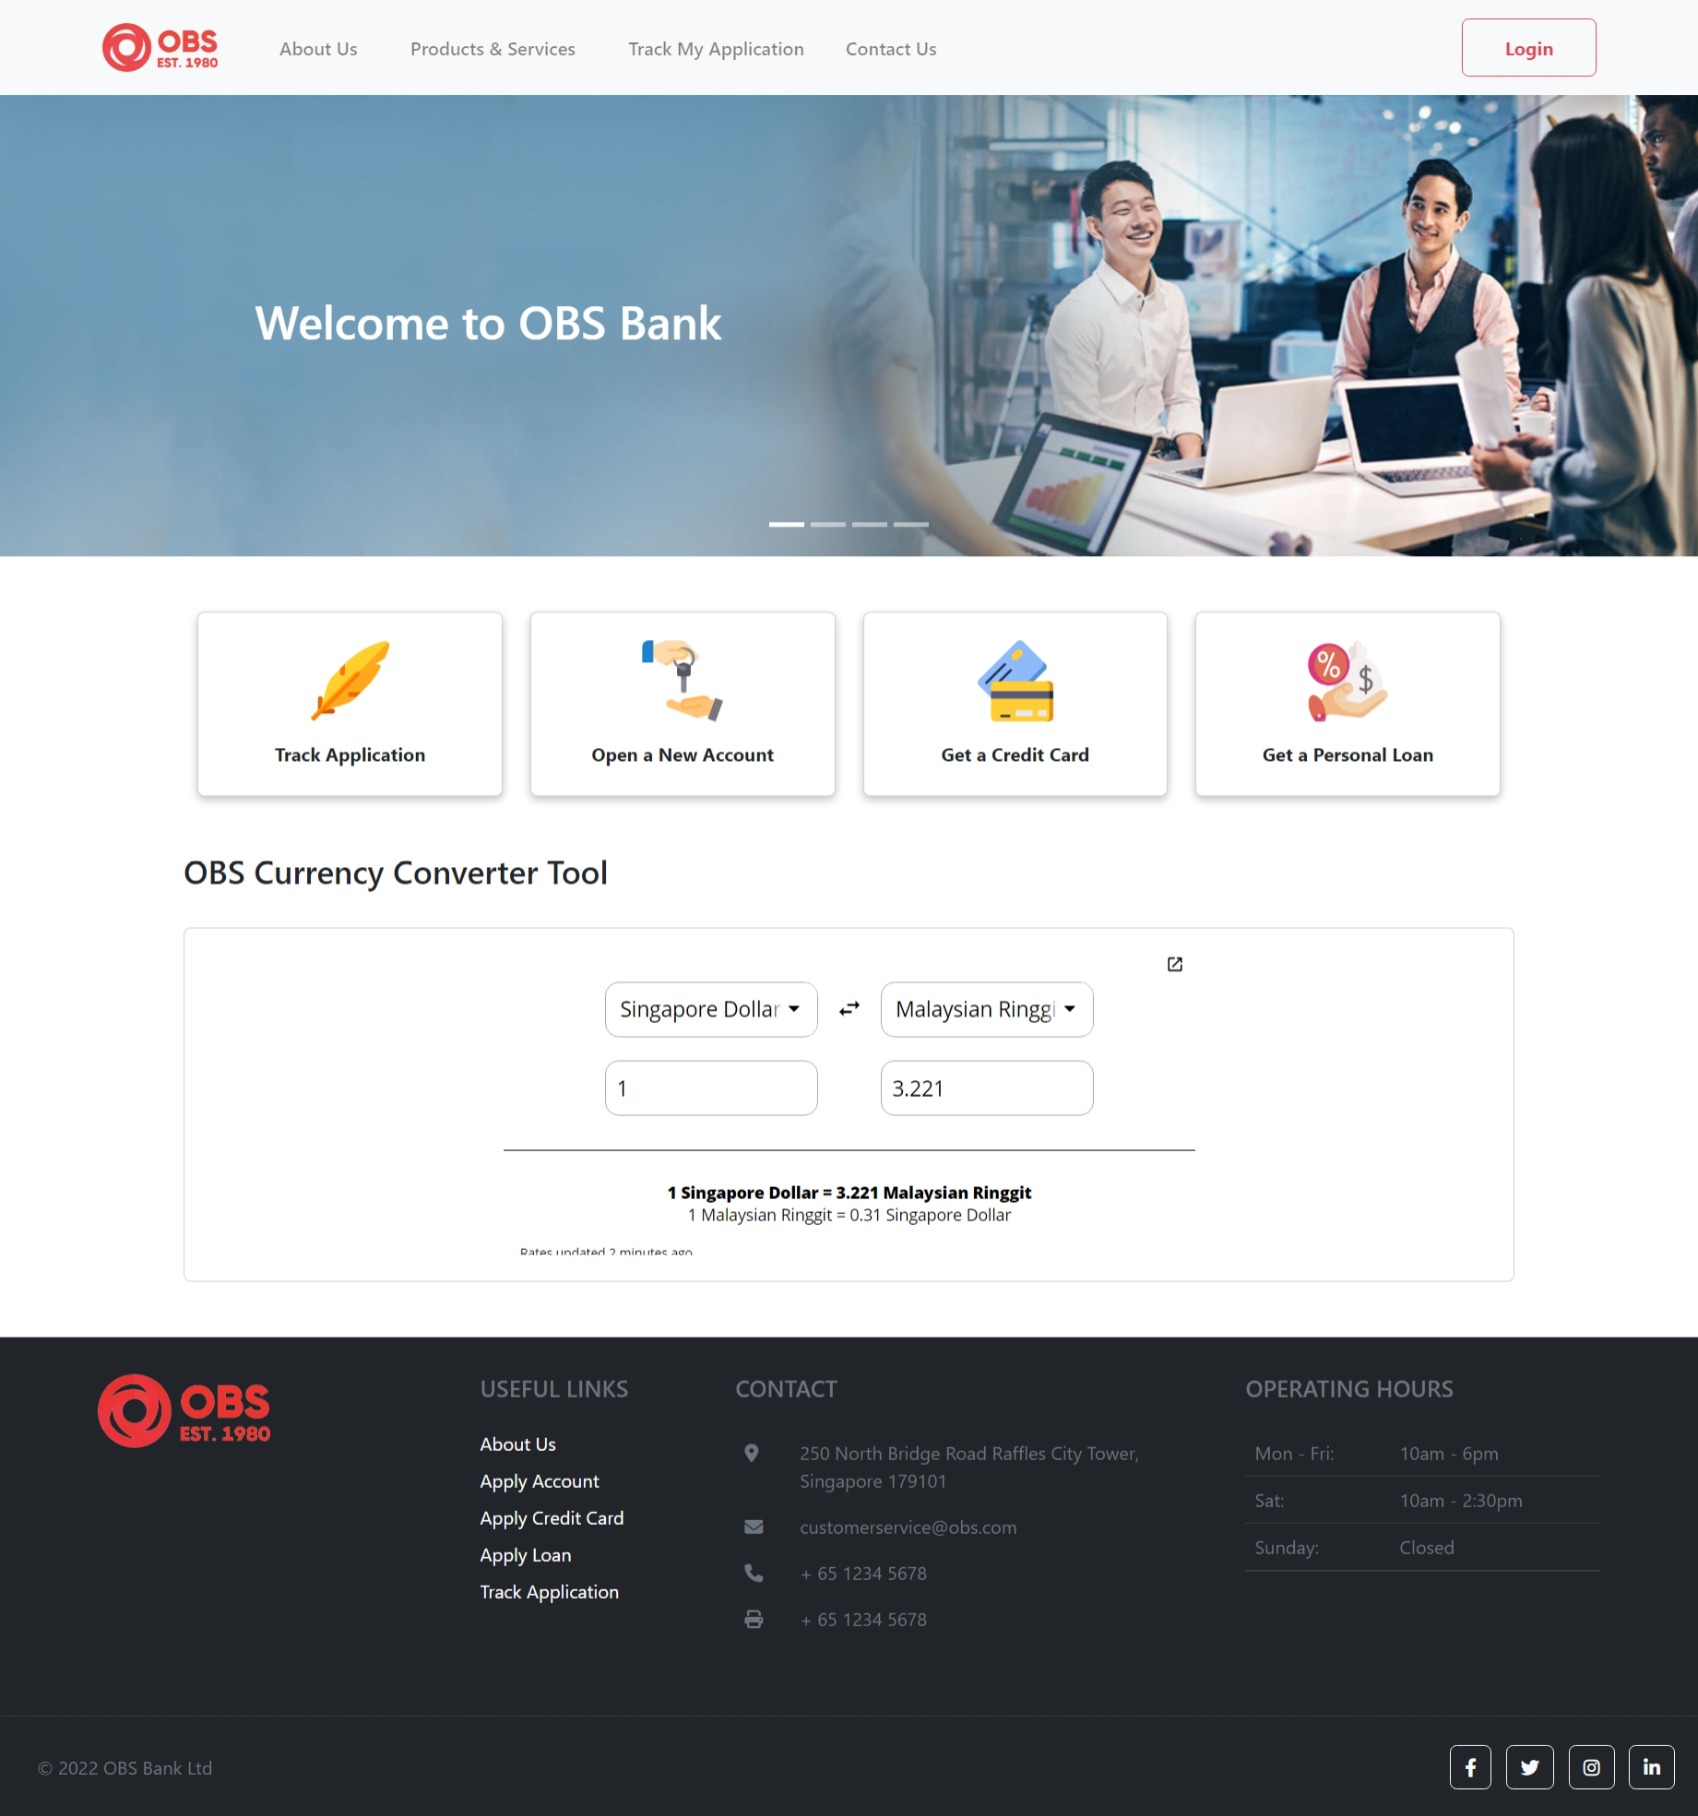 OBS
EST. 1980
About Us
Products & Services
Track My Application
Contact Us
Login
Welcome to OBS Bank
%
$
Track Application
Open a New Account
Get a Credit Card
Get a Personal Loan
OBS Currency Converter Tool
Singapore Dollar
Malaysian Ringgi
1
3.221
1 Singapore Dollar = 3.221 Malaysian Ringgit
1 Malaysian Ringgit = 0.31 Singapore Dollar
Rates updated 2 minutes ago
OBS
EST. 1980
USEFUL LINKS
About Us
Apply Account
Apply Credit Card
Apply Loan
Track Application
CONTACT
250 North Bridge Road Raffles City Tower,
Singapore 179101
customerservice@obs.com
+ 65 1234 5678
+ 65 1234 5678
OPERATING HOURS
Mon - Fri: 10am - 6pm
Sat: 10am - 2:30pm
Sunday: Closed
© 2022 OBS Bank Ltd